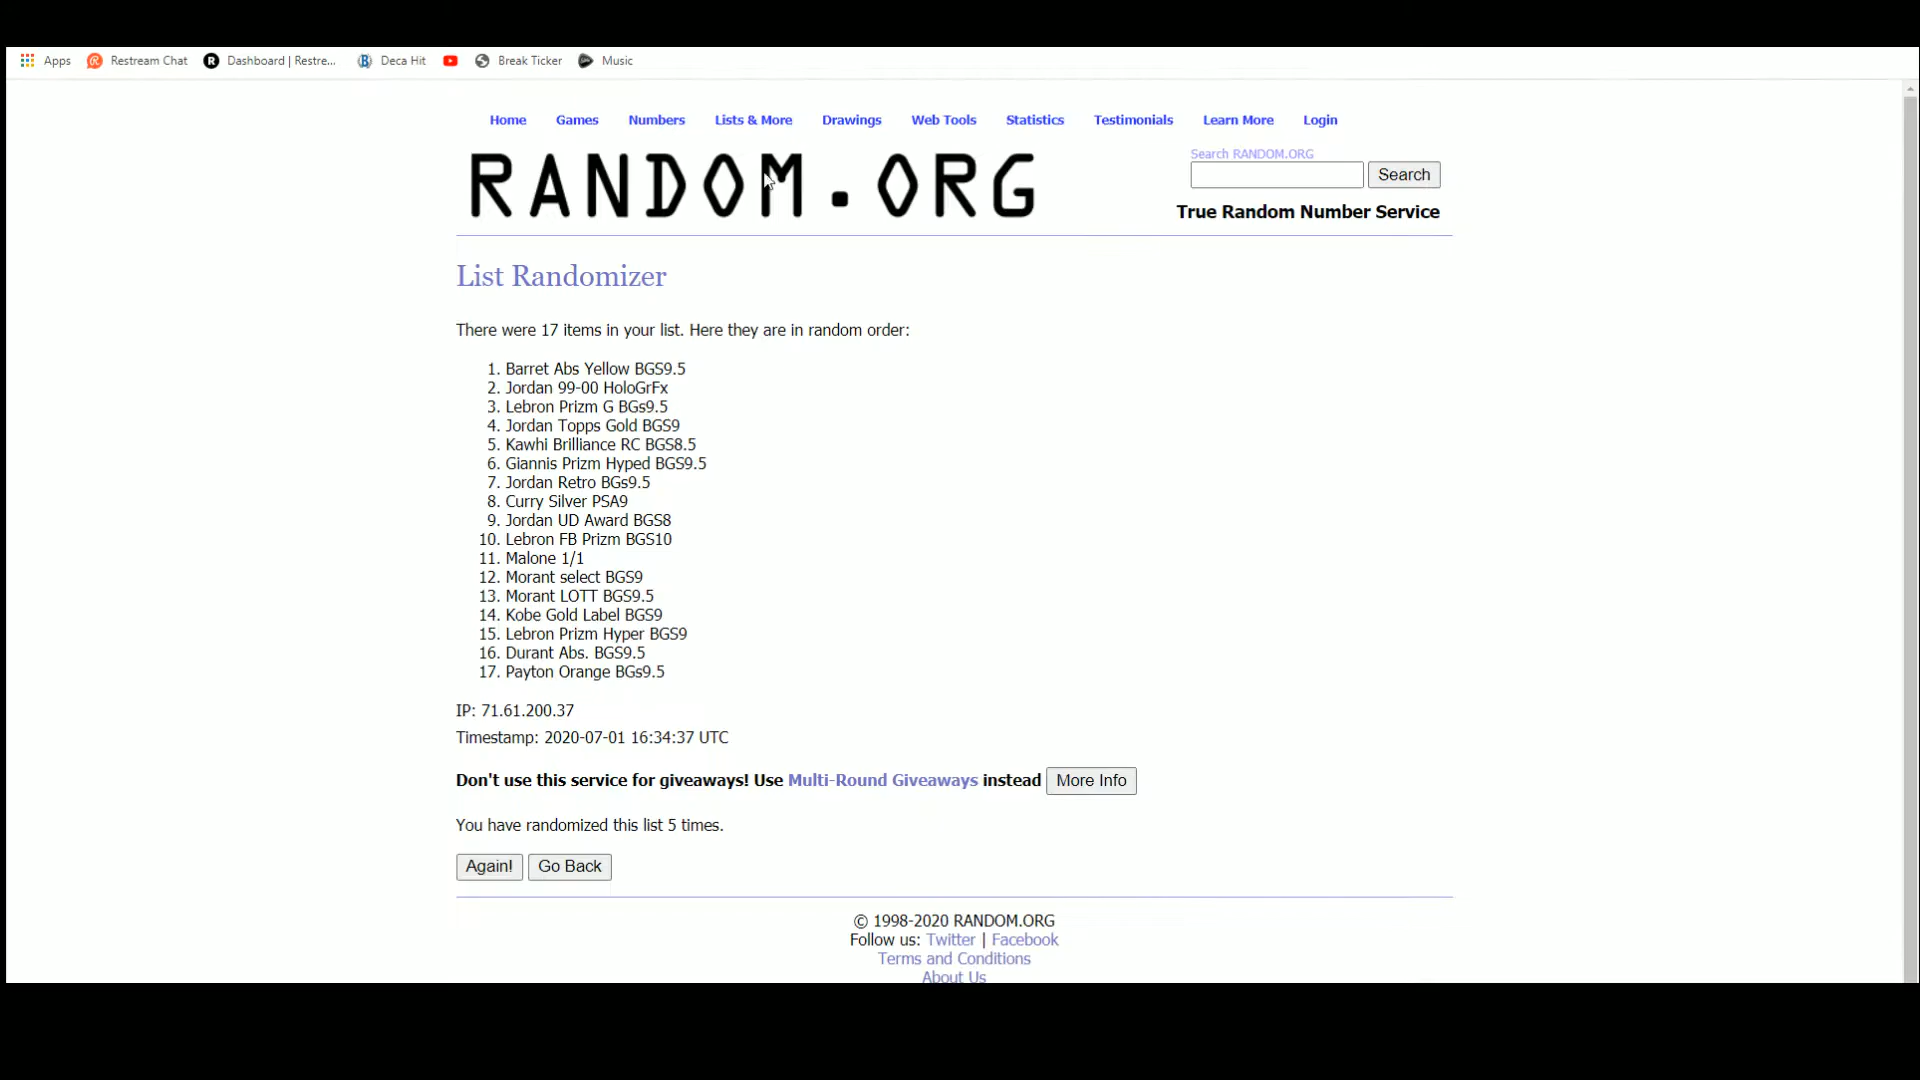 Apps Restream Chat Dashboard | Restre... Deca Hit Break Ticker Music
Home Games Numbers Lists & More Drawings Web Tools Statistics Testimonials Learn More Login
RANDOM.ORG
Search RANDOM.ORG
Search
True Random Number Service
List Randomizer
There were 17 items in your list. Here they are in random order:
1. Barret Abs Yellow BGS9.5
2. Jordan 99-00 HoloGrFx
3. Lebron Prizm G BGs9.5
4. Jordan Topps Gold BGS9
5. Kawhi Brilliance RC BGS8.5
6. Giannis Prizm Hyped BGS9.5
7. Jordan Retro BGs9.5
8. Curry Silver PSA9
9. Jordan UD Award BGS8
10. Lebron FB Prizm BGS10
11. Malone 1/1
12. Morant select BGS9
13. Morant LOTT BGS9.5
14. Kobe Gold Label BGS9
15. Lebron Prizm Hyper BGS9
16. Durant Abs. BGS9.5
17. Payton Orange BGs9.5
IP: 71.61.200.37
Timestamp: 2020-07-01 16:34:37 UTC
Don't use this service for giveaways! Use Multi-Round Giveaways instead More Info
You have randomized this list 5 times.
Again! Go Back
© 1998-2020 RANDOM.ORG
Follow us: Twitter | Facebook
Terms and Conditions
About Us